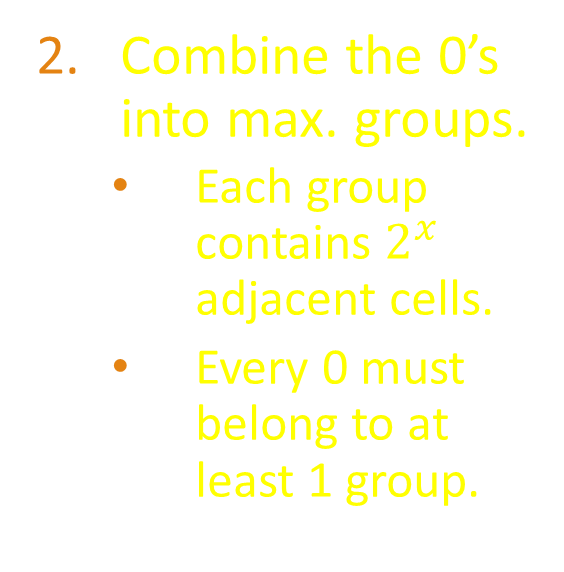 2. Combine the 0’s
into max. groups.
• Each group
contains 2ˣ
adjacent cells.
• Every 0 must
belong to at
least 1 group.